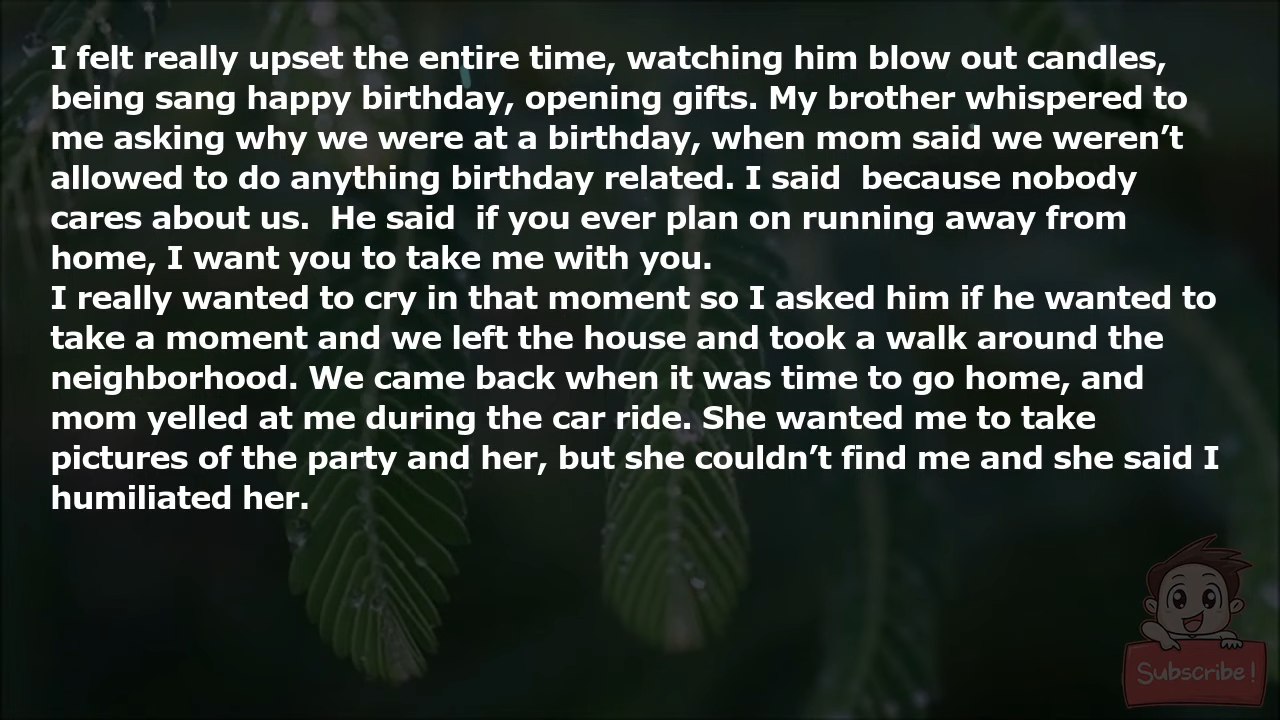 I felt really upset the entire time, watching him blow out candles,
being sang happy birthday, opening gifts. My brother whispered to
me asking why we were at a birthday, when mom said we weren’t
allowed to do anything birthday related. I said  because nobody
cares about us.  He said  if you ever plan on running away from
home, I want you to take me with you.
I really wanted to cry in that moment so I asked him if he wanted to
take a moment and we left the house and took a walk around the
neighborhood. We came back when it was time to go home, and
mom yelled at me during the car ride. She wanted me to take
pictures of the party and her, but she couldn’t find me and she said I
humiliated her.
Subscribe!